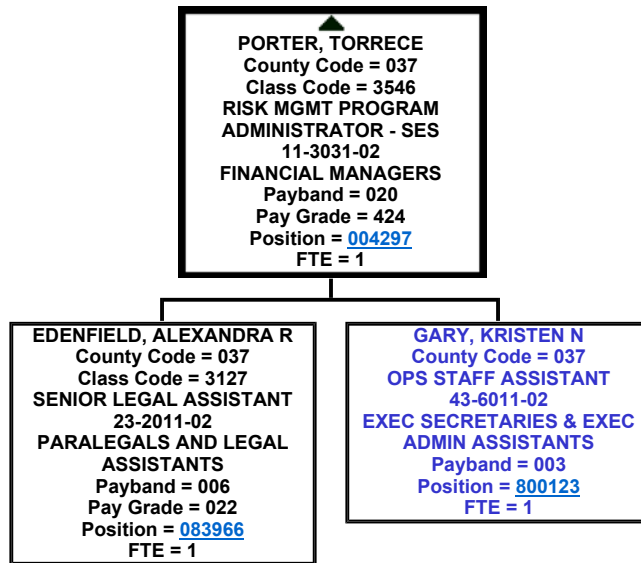 PORTER, TORRECE
County Code = 037
Class Code = 3546
RISK MGMT PROGRAM
ADMINISTRATOR - SES
11-3031-02
FINANCIAL MANAGERS
Payband = 020
Pay Grade = 424
Position = 004297
FTE = 1
EDENFIELD, ALEXANDRA R
County Code = 037
Class Code = 3127
SENIOR LEGAL ASSISTANT
23-2011-02
PARALEGALS AND LEGAL
ASSISTANTS
Payband = 006
Pay Grade = 022
Position = 083966
FTE = 1
GARY, KRISTEN N
County Code = 037
OPS STAFF ASSISTANT
43-6011-02
EXEC SECRETARIES & EXEC
ADMIN ASSISTANTS
Payband = 003
Position = 800123
FTE = 1